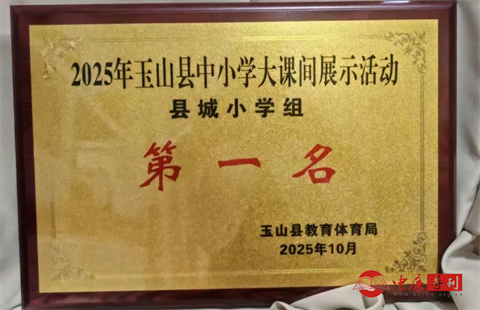 2025年玉山县中小学大课间展示活动
县城小学组
第一名
玉山县教育体育局
2025年10月